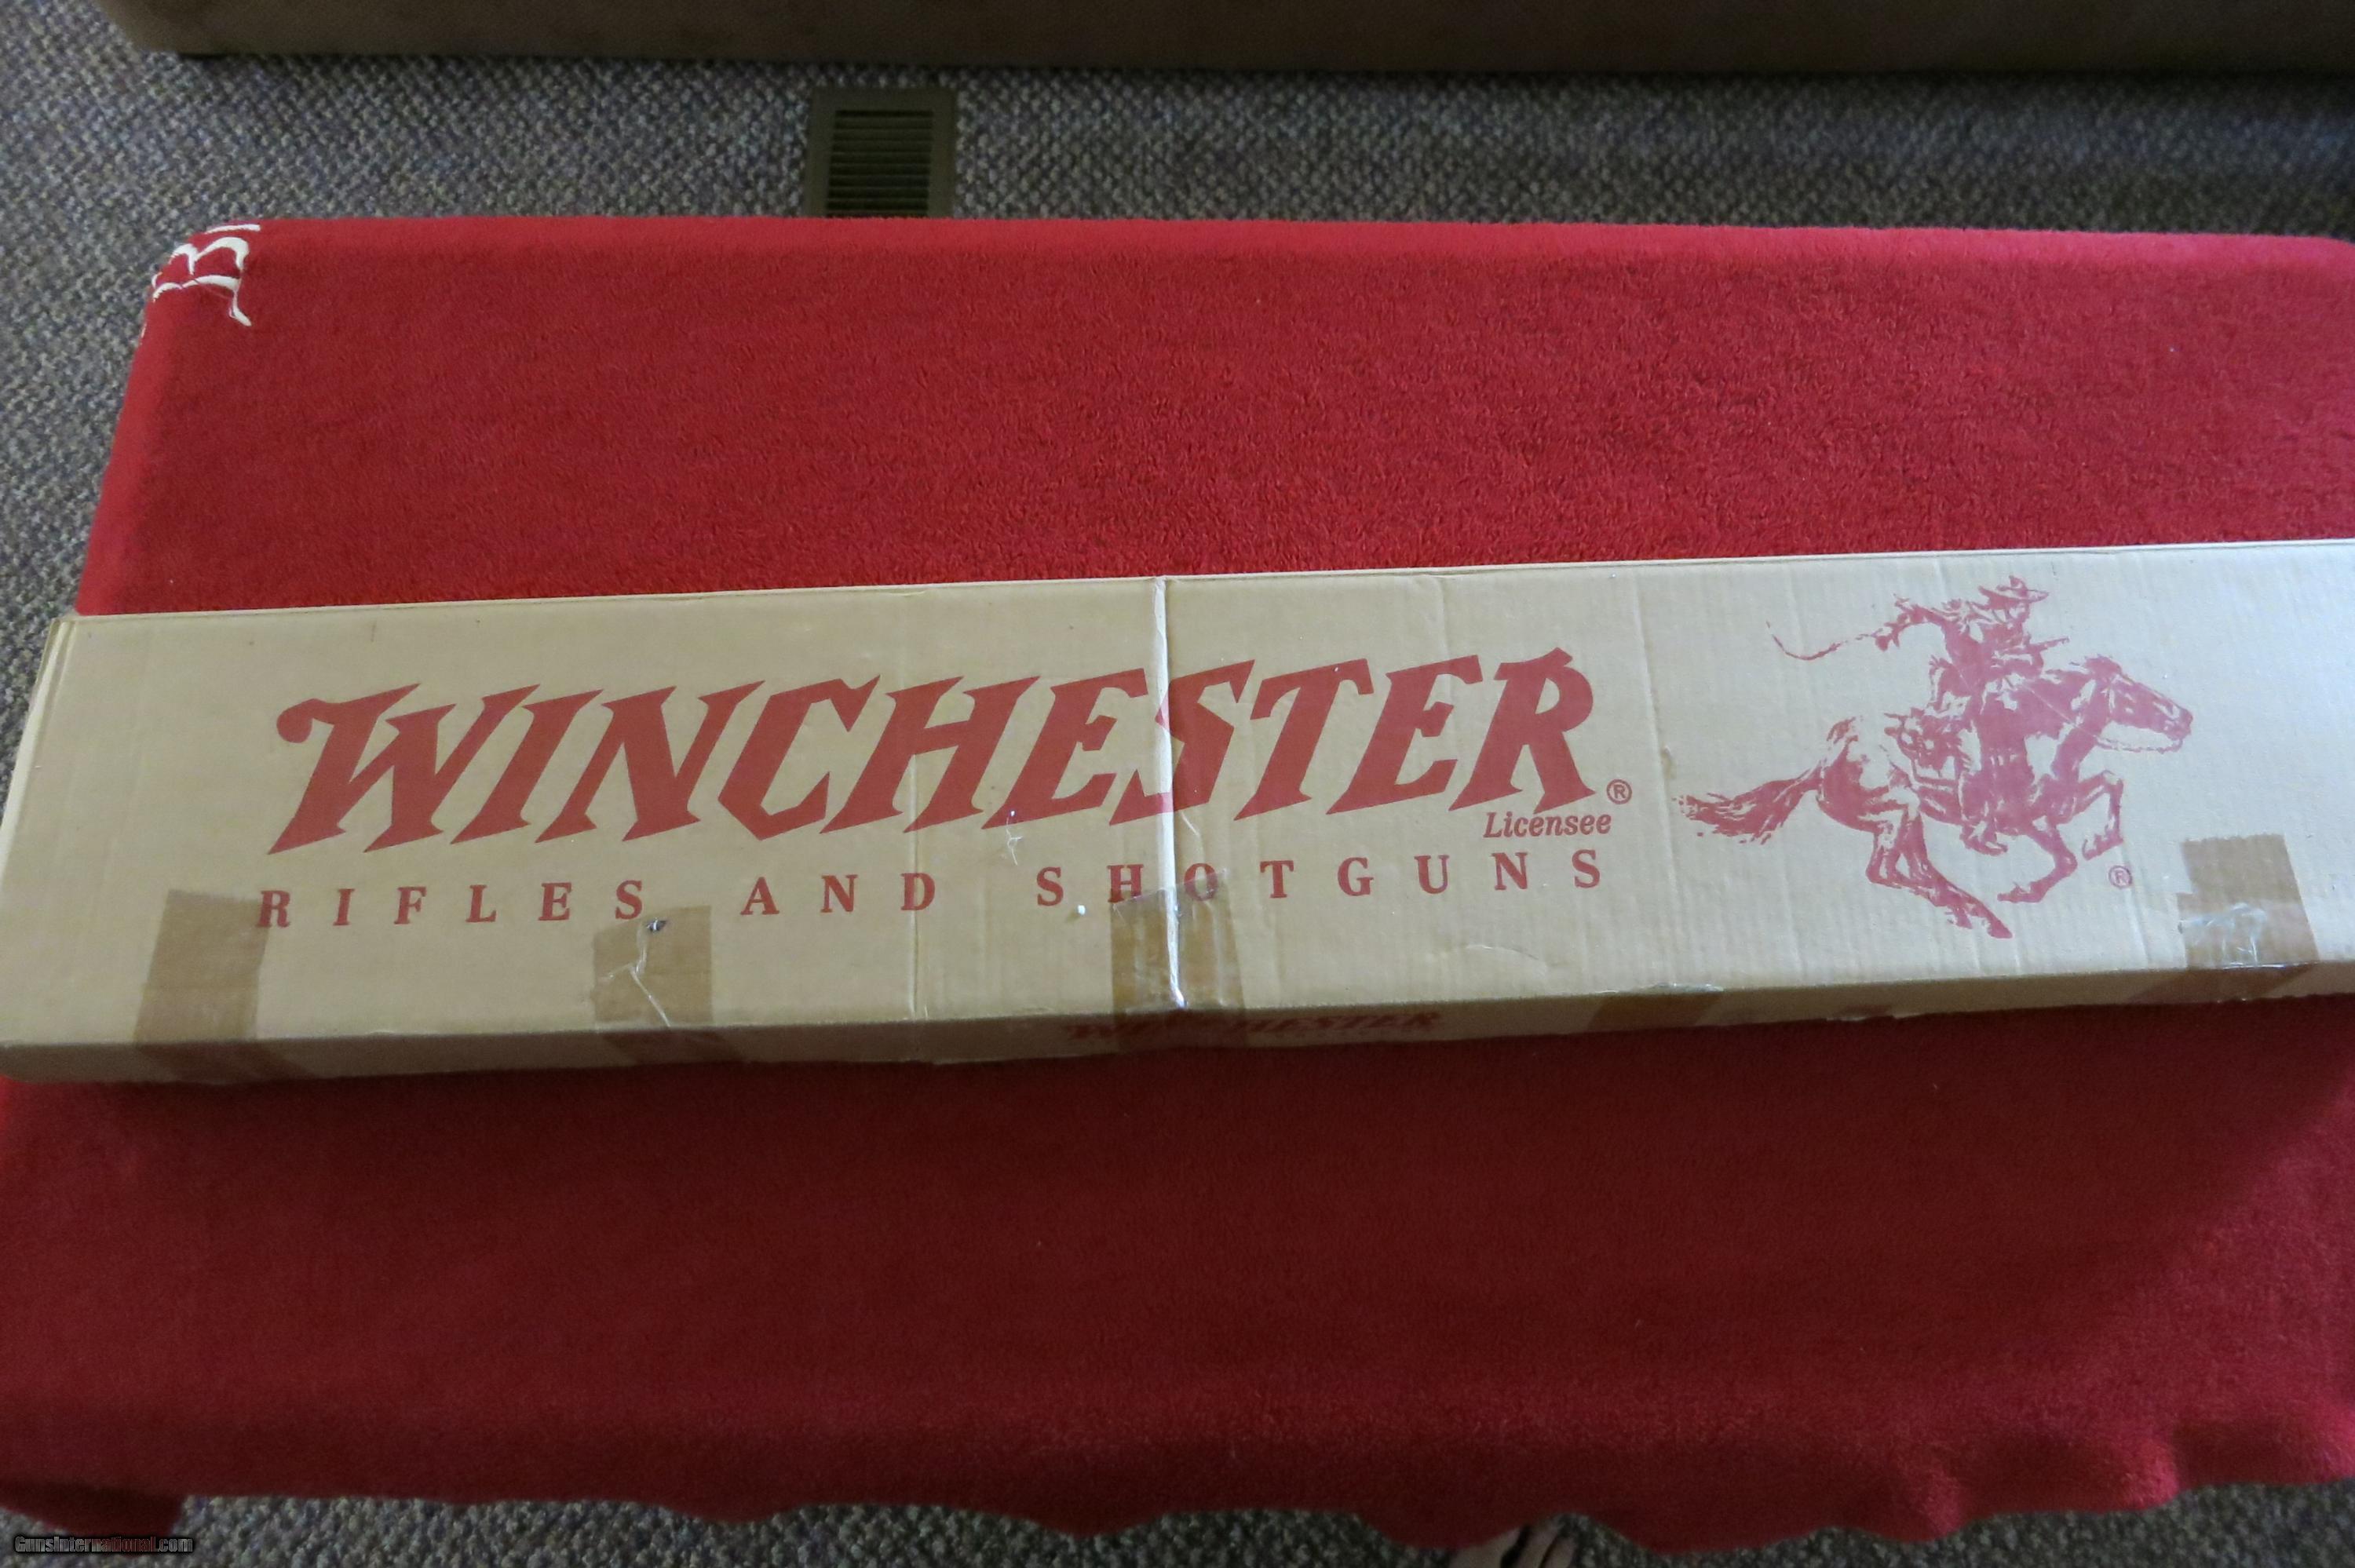 WINCHESTER®
Licensee
RIFLES AND SHOTGUNS
®
WINCHESTER
GunsInternational.com